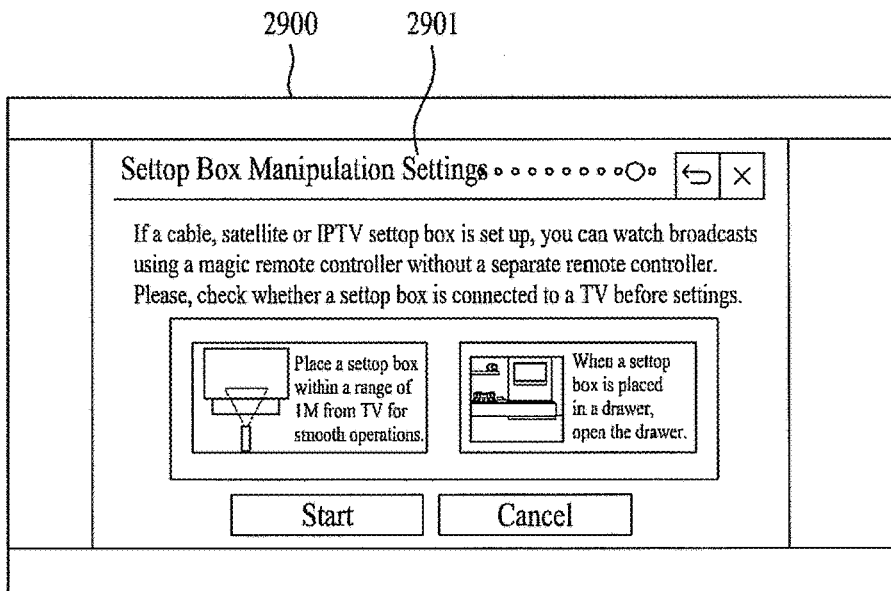 2900 2901
Settop Box Manipulation Settings
If a cable, satellite or IPTV settop box is set up, you can watch broadcasts
using a magic remote controller without a separate remote controller.
Please, check whether a settop box is connected to a TV before settings.
Place a settop box
within a range of
1M from TV for
smooth operations.
When a settop
box is placed
in a drawer,
open the drawer.
Start
Cancel